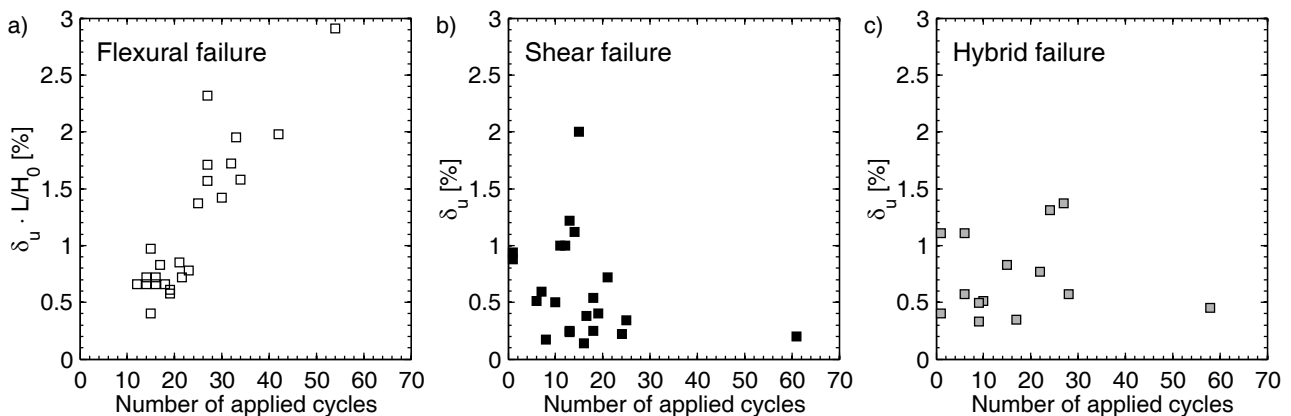 a)
Flexural failure
δu · L/H0 [%]
3
2.5
2
1.5
1
0.5
0
0 10 20 30 40 50 60 70
Number of applied cycles
b)
Shear failure
δu [%]
3
2.5
2
1.5
1
0.5
0
0 10 20 30 40 50 60 70
Number of applied cycles
c)
Hybrid failure
δu [%]
3
2.5
2
1.5
1
0.5
0
0 10 20 30 40 50 60 70
Number of applied cycles